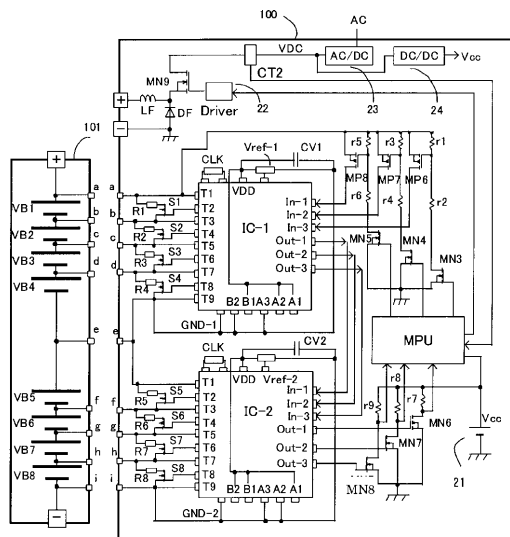 100
AC
VDC
AC/DC
DC/DC
Vcc
MN9
CT2
LF
DF
Driver
22
23
24
101
Vref-1
CLK
CV1
r5
r3
r1
MP8
MP7
MP6
a
a
VDD
T1
S1
R1
T2
In-1
VB1
r6
r4
r2
b
b
T3
S2
R2
T4
IC-1
In-2
VB2
In-3
c
c
T5
S3
R3
T6
Out-1
MN5
MN4
VB3
Out-2
d
d
T7
S4
R4
T8
Out-3
MN3
VB4
T9
B2 B1 A3 A2 A1
GND-1
MPU
e
e
CV2
CLK
VDD
Vref-2
T1
S5
R5
T2
In-1
r9
r8
r7
VB5
f
f
T3
In-2
S6
R6
T4
IC-2
In-3
MN6
Vcc
VB6
g
g
T5
Out-1
S7
R7
T6
Out-2
MN7
VB7
h
h
T7
Out-3
S8
R8
T8
MN8
21
VB8
i
i
T9
B2 B1 A3 A2 A1
GND-2